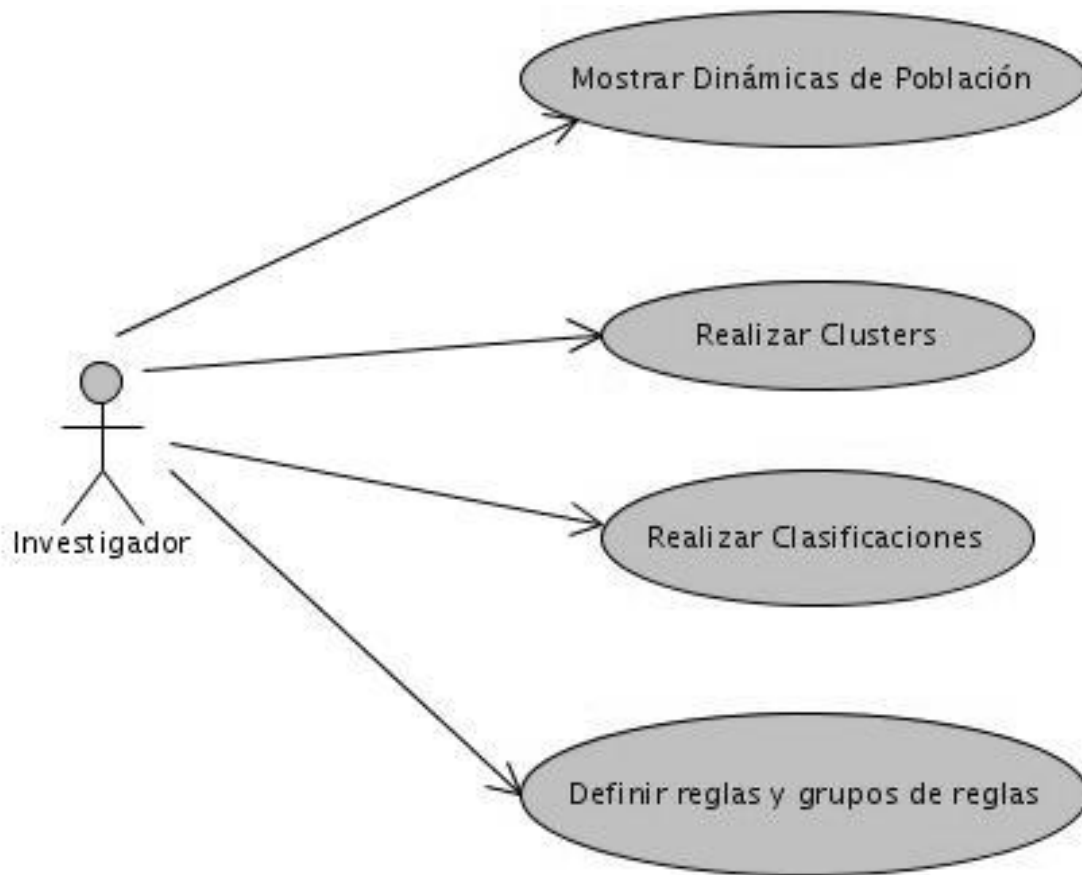 Mostrar Dinámicas de Población
Realizar Clusters
Investigador
Realizar Clasificaciones
Definir reglas y grupos de reglas